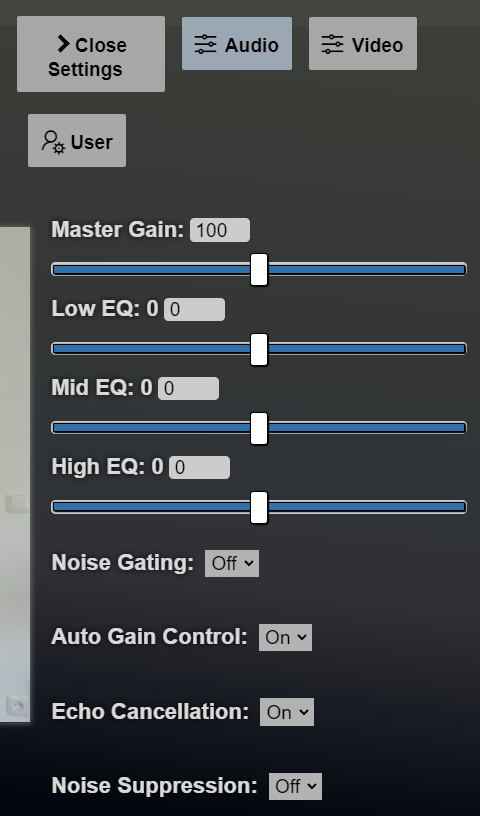 Close
Settings
Audio
Video
User
Master Gain: 100
Low EQ: 0 0
Mid EQ: 0 0
High EQ: 0 0
Noise Gating: Off
Auto Gain Control: On
Echo Cancellation: On
Noise Suppression: Off